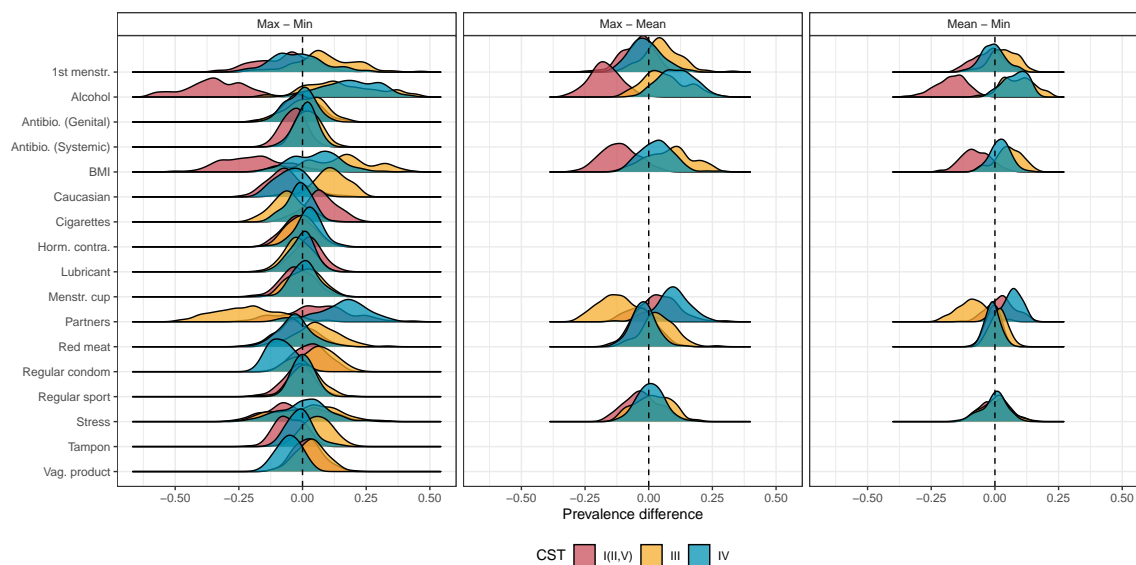 Max − Min
Max − Mean
Mean − Min
1st menstr.
Alcohol
Antibio. (Genital)
Antibio. (Systemic)
BMI
Caucasian
Cigarettes
Horm. contra.
Lubricant
Menstr. cup
Partners
Red meat
Regular condom
Regular sport
Stress
Tampon
Vag. product
−0.50 −0.25 0.00 0.25 0.50
−0.50 −0.25 0.00 0.25 0.50
−0.50 −0.25 0.00 0.25 0.50
Prevalence difference
CST I(II,V) III IV